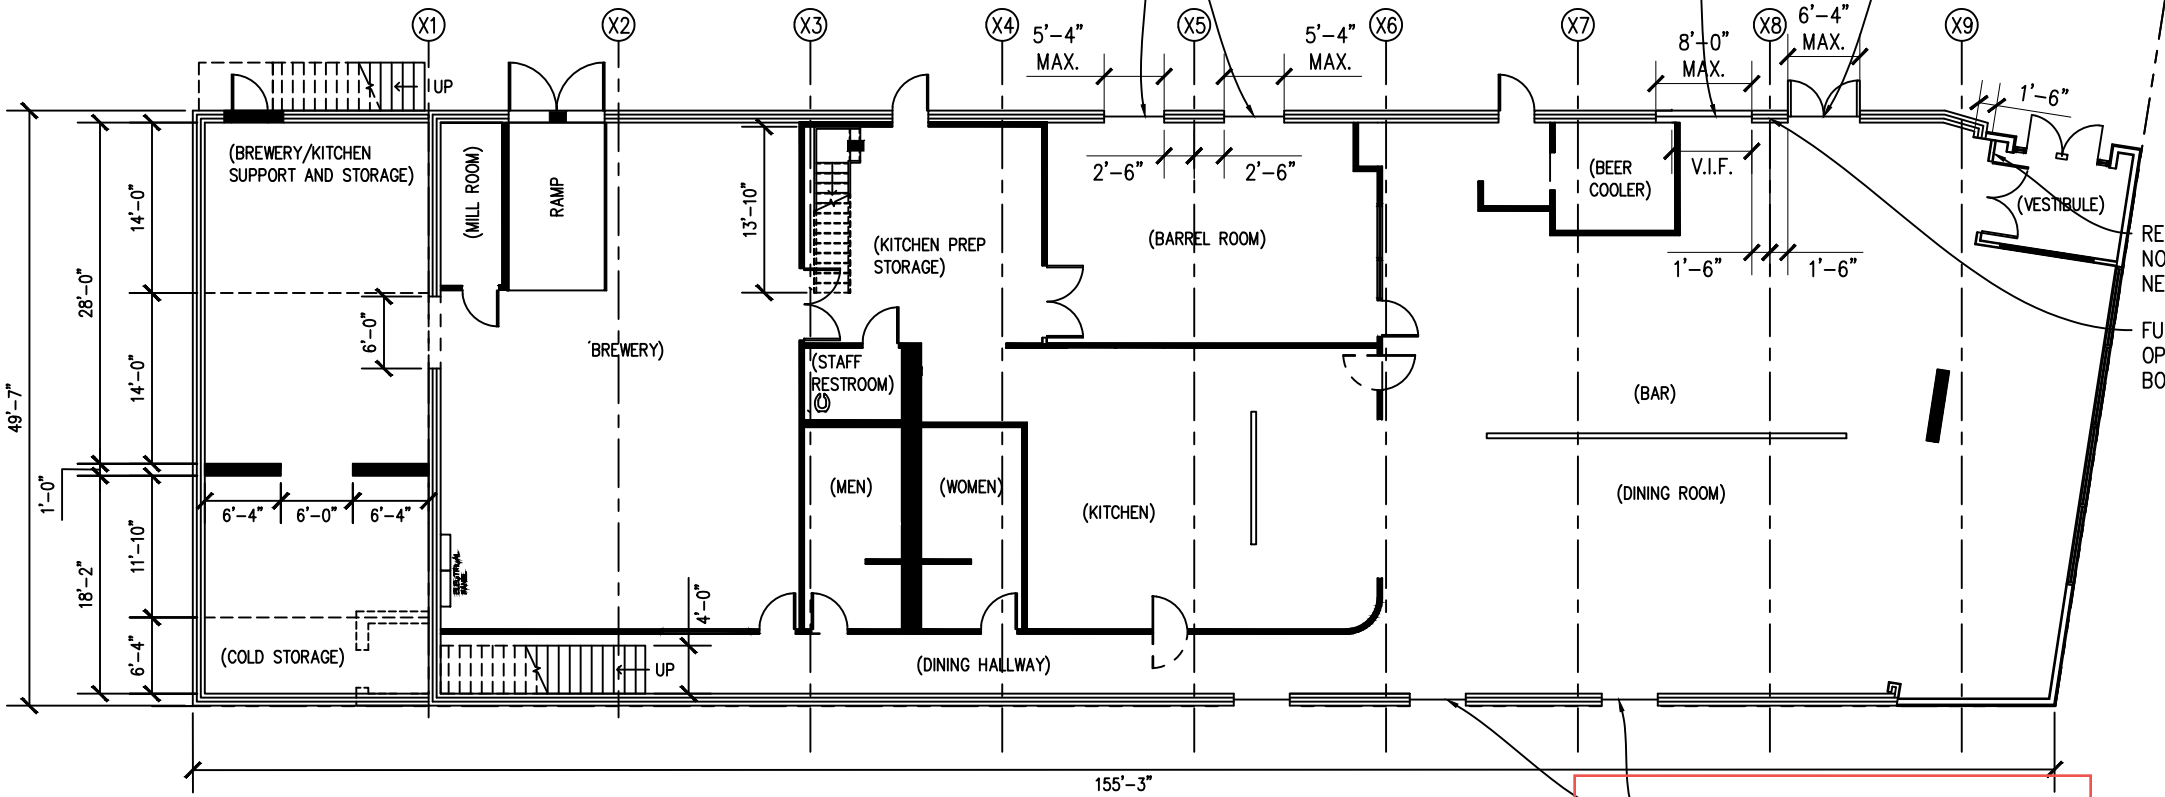 X1
X2
X3
X4
X5
X6
X7
X8
X9
5'-4"
MAX.
5'-4"
MAX.
8'-0"
MAX.
6'-4"
MAX.
1'-6"
UP
(BREWERY/KITCHEN
SUPPORT AND STORAGE)
(MILL ROOM)
RAMP
13'-10"
2'-6"
2'-6"
(BEER
COOLER)
V.I.F.
(VESTIBULE)
(KITCHEN PREP
STORAGE)
(BARREL ROOM)
1'-6"
1'-6"
RE
NO
NE
FU
OP
BO
49'-7"
28'-0"
14'-0"
14'-0"
6'-0"
BREWERY)
(STAFF
RESTROOM)
(BAR)
1'-0"
6'-4"
6'-0"
6'-4"
(MEN)
(WOMEN)
(KITCHEN)
(DINING ROOM)
18'-2"
11'-10"
6'-4"
4'-0"
(COLD STORAGE)
UP
(DINING HALLWAY)
155'-3"